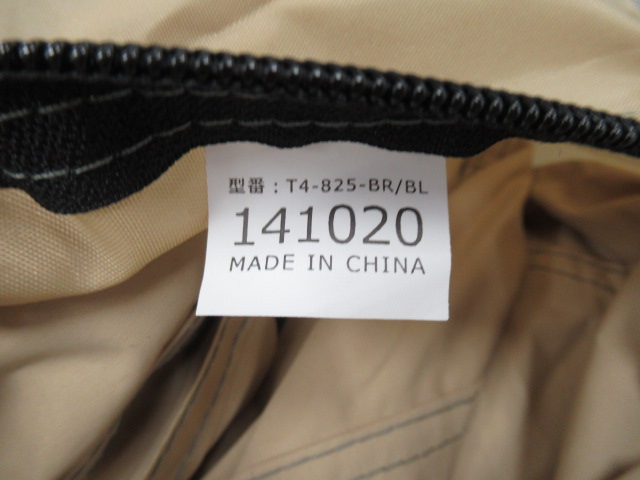 型番：T4-825-BR/BL
141020
MADE IN CHINA